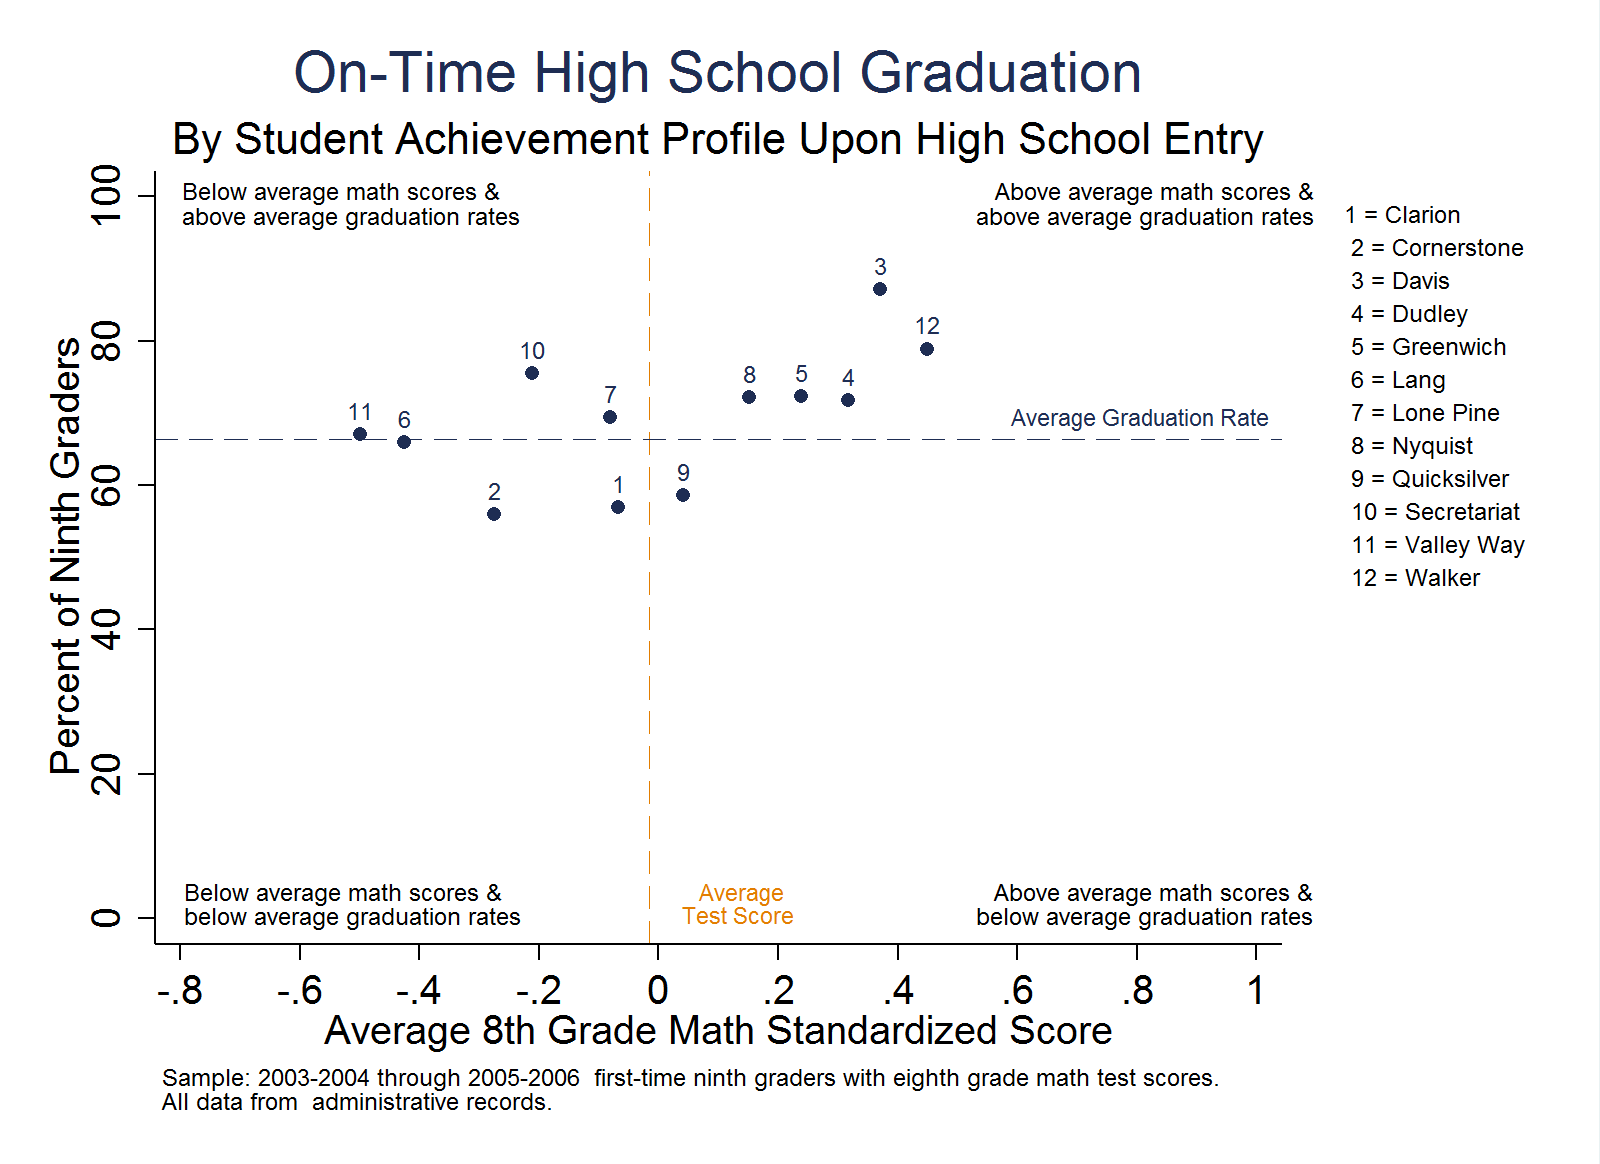 On-Time High School Graduation
By Student Achievement Profile Upon High School Entry
Below average math scores &
above average graduation rates
Above average math scores &
above average graduation rates
1 = Clarion
2 = Cornerstone
3 = Davis
4 = Dudley
5 = Greenwich
6 = Lang
7 = Lone Pine
8 = Nyquist
9 = Quicksilver
10 = Secretariat
11 = Valley Way
12 = Walker
Percent of Ninth Graders
100
80
60
40
20
0
3
12
10
8
5
4
7
11
6
Average Graduation Rate
9
1
2
Below average math scores &
below average graduation rates
Average
Test Score
Above average math scores &
below average graduation rates
-.8 -.6 -.4 -.2 0 .2 .4 .6 .8 1
Average 8th Grade Math Standardized Score
Sample: 2003-2004 through 2005-2006  first-time ninth graders with eighth grade math test scores.
All data from  administrative records.